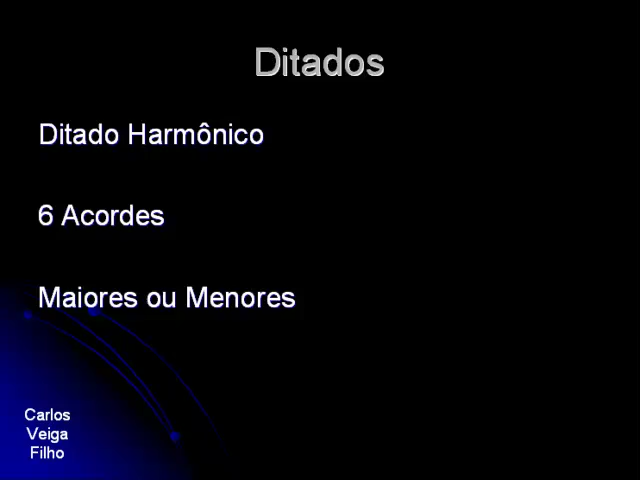 Ditados
Ditado Harmônico
6 Acordes
Maiores ou Menores
Carlos
Veiga
Filho